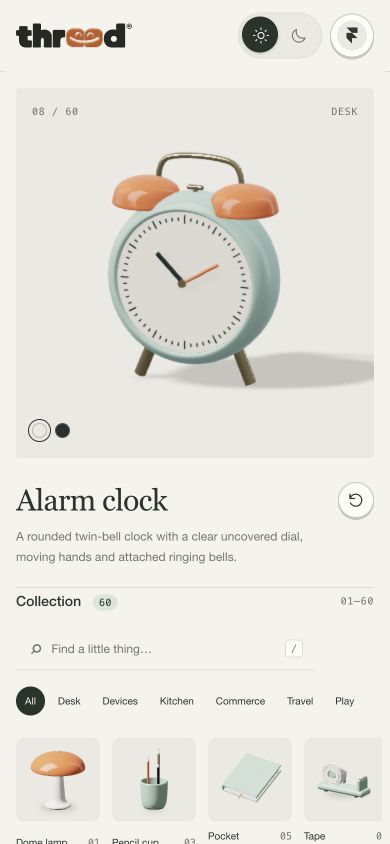 threed®
08 / 60
DESK
Alarm clock
A rounded twin-bell clock with a clear uncovered dial,
moving hands and attached ringing bells.
Collection 60 01—60
Find a little thing… /
All Desk Devices Kitchen Commerce Travel Play
Dome lamp 01 Pencil cup 03 Pocket 05 Tape